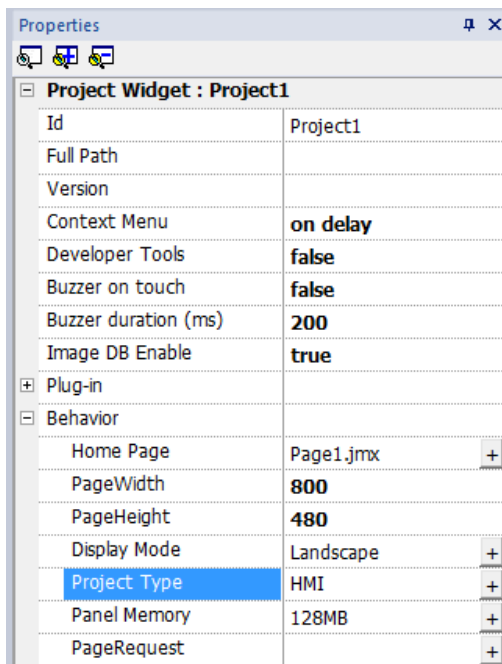 Properties
Project Widget : Project1
Id Project1
Full Path
Version
Context Menu on delay
Developer Tools false
Buzzer on touch false
Buzzer duration (ms) 200
Image DB Enable true
Plug-in
Behavior
Home Page Page1.jmx +
PageWidth 800
PageHeight 480
Display Mode Landscape +
Project Type HMI +
Panel Memory 128MB +
PageRequest +